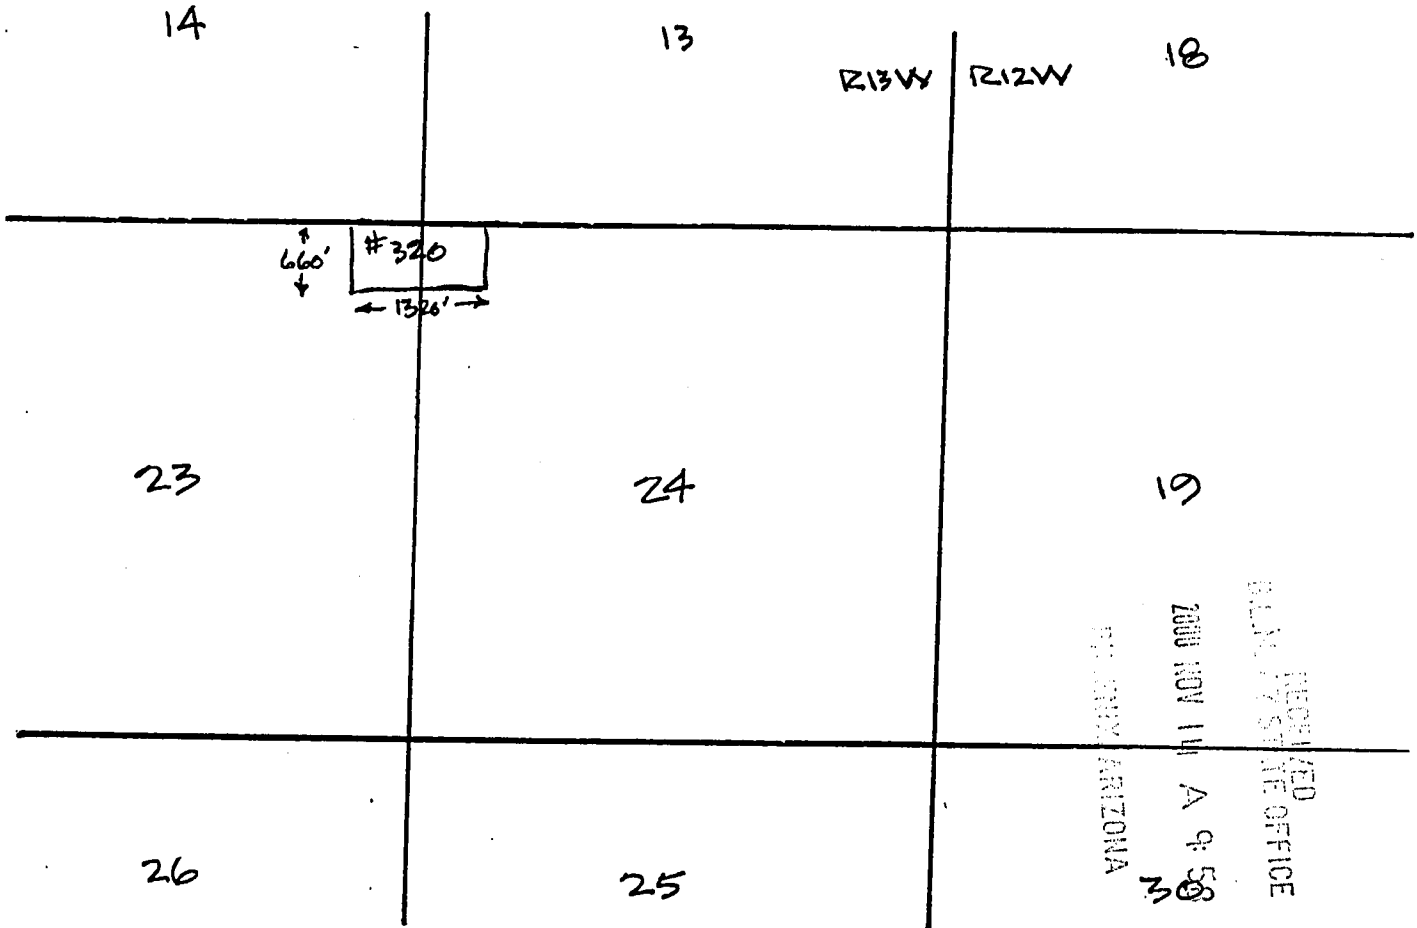 14
13
18
R13W
R12W
#320
660'
1320'
23
24
19
RECEIVED
STATE OFFICE
2000 NOV 14 A 9:58
ARIZONA
26
25
30